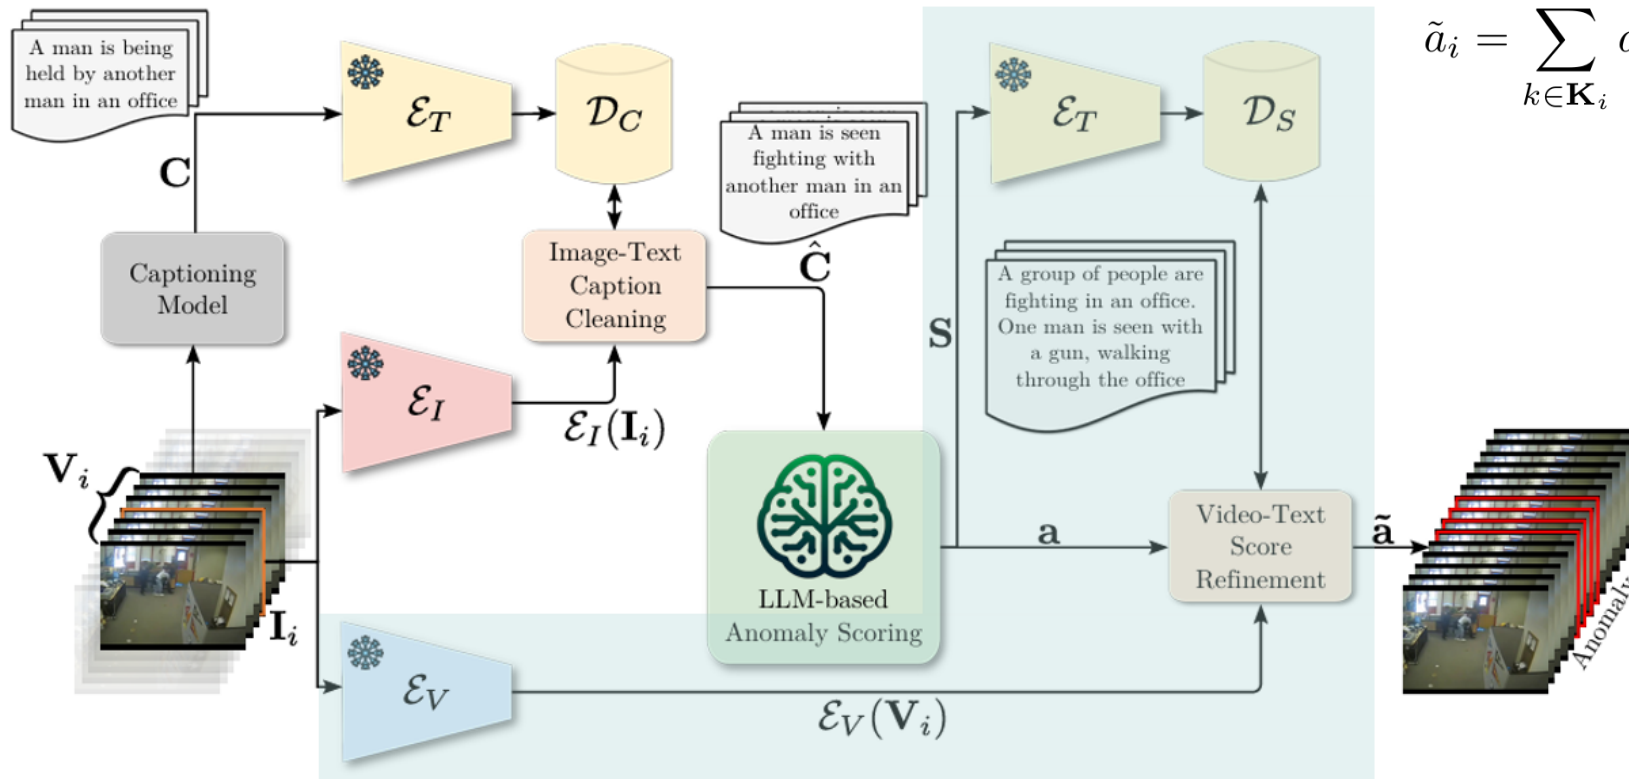 A man is being
held by another
man in an office
C
Captioning
Model
V_i
I_i
ℰ_T
𝒟_C
Image-Text
Caption
Cleaning
ℰ_I
ℰ_I(I_i)
A man is seen
fighting with
another man in an
office
Ĉ
LLM-based
Anomaly Scoring
S
ℰ_T
𝒟_S
A group of people are
fighting in an office.
One man is seen with
a gun, walking
through the office
a
Video-Text
Score
Refinement
ã
ℰ_V
ℰ_V(V_i)
Anomaly
ã_i = ∑_{k∈K_i}